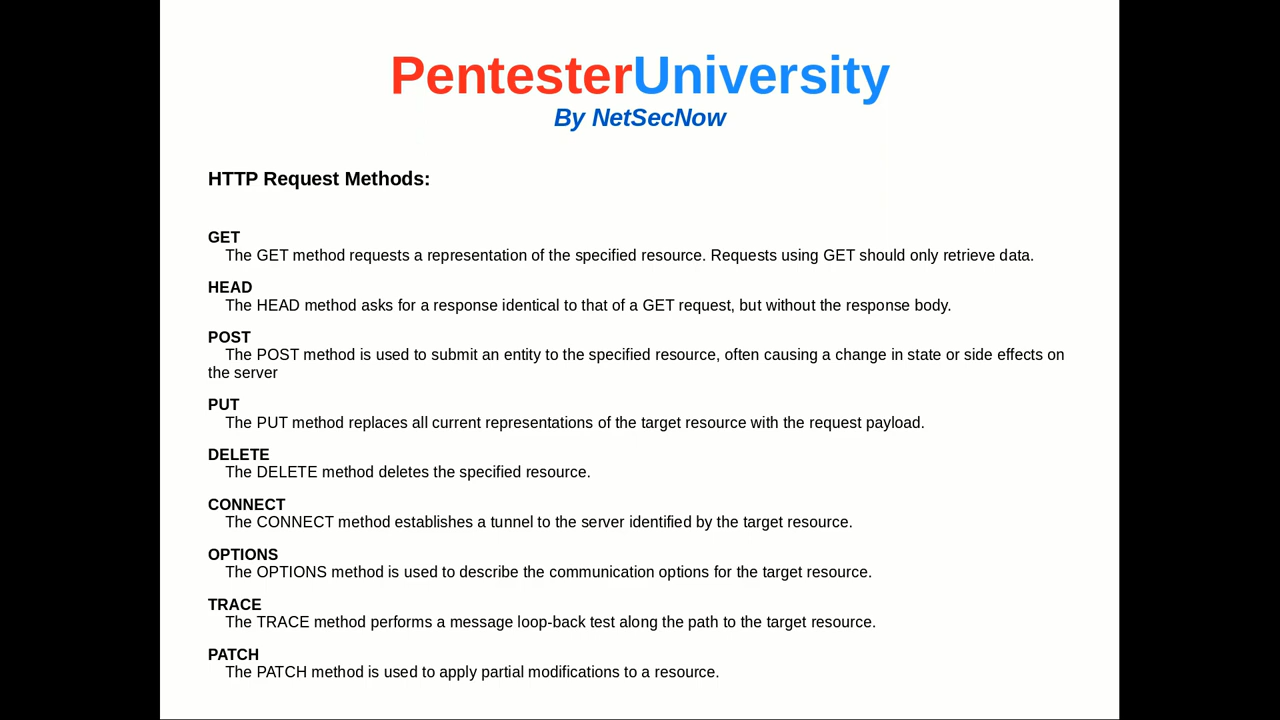 PentesterUniversity
By NetSecNow
HTTP Request Methods:
GET
The GET method requests a representation of the specified resource. Requests using GET should only retrieve data.
HEAD
The HEAD method asks for a response identical to that of a GET request, but without the response body.
POST
The POST method is used to submit an entity to the specified resource, often causing a change in state or side effects on
the server
PUT
The PUT method replaces all current representations of the target resource with the request payload.
DELETE
The DELETE method deletes the specified resource.
CONNECT
The CONNECT method establishes a tunnel to the server identified by the target resource.
OPTIONS
The OPTIONS method is used to describe the communication options for the target resource.
TRACE
The TRACE method performs a message loop-back test along the path to the target resource.
PATCH
The PATCH method is used to apply partial modifications to a resource.